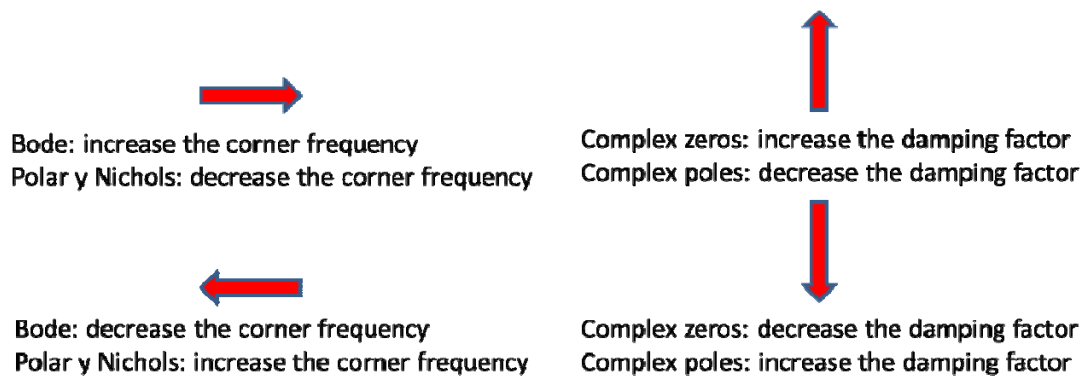 Bode: increase the corner frequency
Polar y Nichols: decrease the corner frequency
Complex zeros: increase the damping factor
Complex poles: decrease the damping factor
Bode: decrease the corner frequency
Polar y Nichols: increase the corner frequency
Complex zeros: decrease the damping factor
Complex poles: increase the damping factor